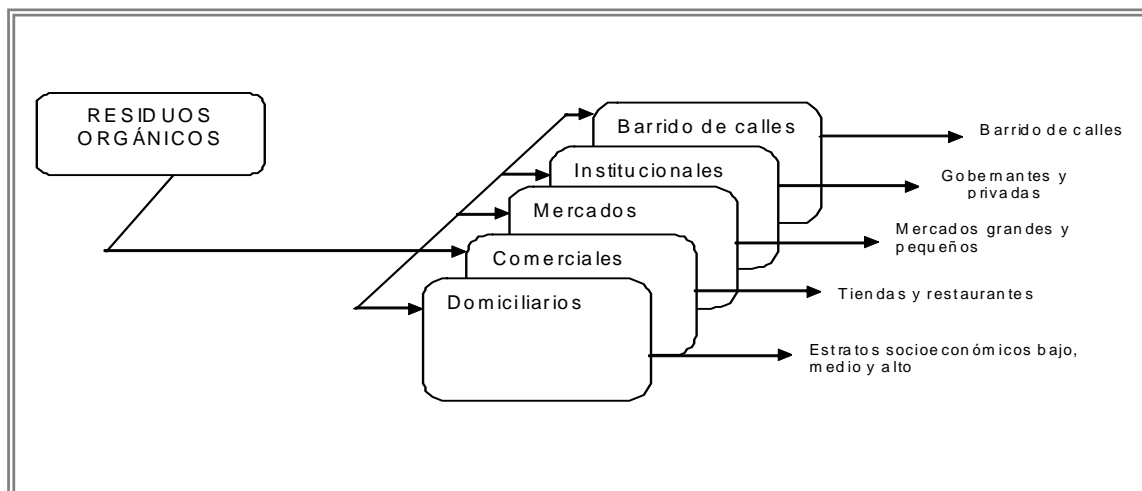 RESIDUOS
ORGÁNICOS
Barrido de calles
Barrido de calles
Institucionales
Gobernantes y
privadas
Mercados
Mercados grandes y
pequeños
Comerciales
Tiendas y restaurantes
Domiciliarios
Estratos socioeconómicos bajo,
medio y alto